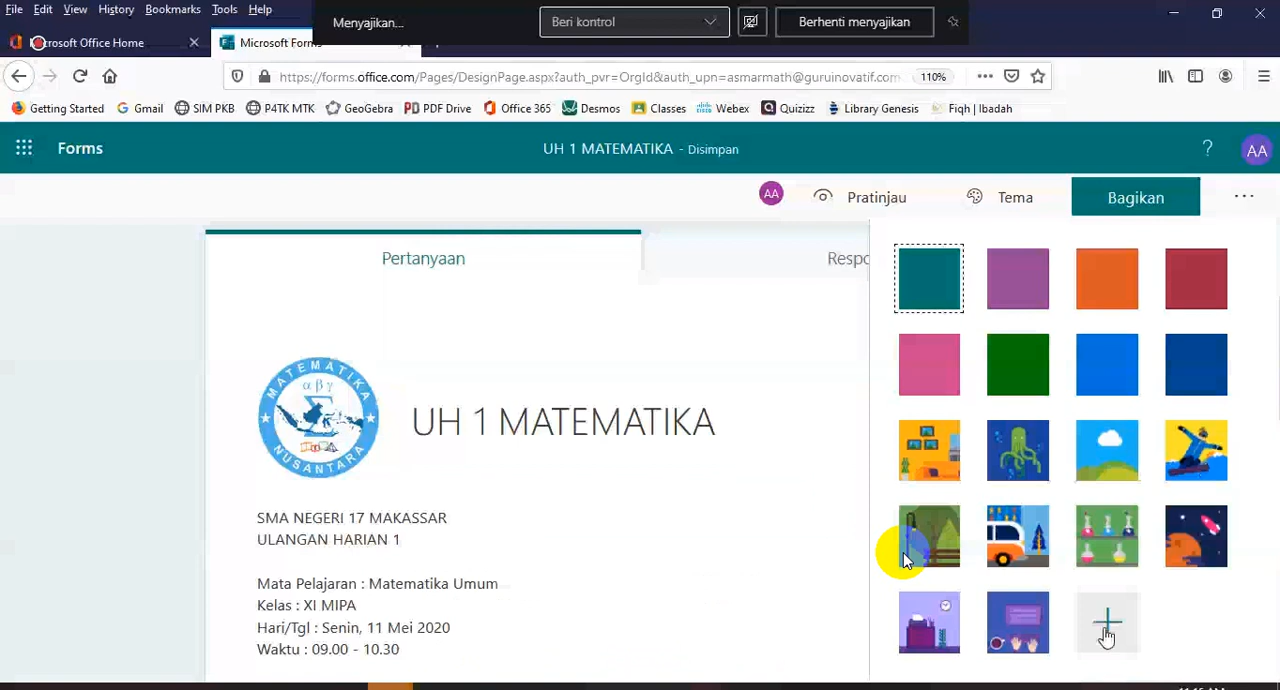 File Edit View History Bookmarks Tools Help
Menyajikan... Beri kontrol Berhenti menyajikan
crosoft Office Home Microsoft Forms
https://forms.office.com/Pages/DesignPage.aspx?auth_pvr=OrgId&auth_upn=asmarmath@guruinovatif.com 110%
Getting Started Gmail SIM PKB P4TK MTK GeoGebra PDF Drive Office 365 Desmos Classes Webex Quizizz Library Genesis Fiqh | Ibadah
Forms UH 1 MATEMATIKA - Disimpan ? AA
AA Pratinjau Tema Bagikan ...
Pertanyaan Respo
MATEMATIKA
αβγ
Σ
NUSANTARA
UH 1 MATEMATIKA
SMA NEGERI 17 MAKASSAR
ULANGAN HARIAN 1
Mata Pelajaran : Matematika Umum
Kelas : XI MIPA
Hari/Tgl : Senin, 11 Mei 2020
Waktu : 09.00 - 10.30